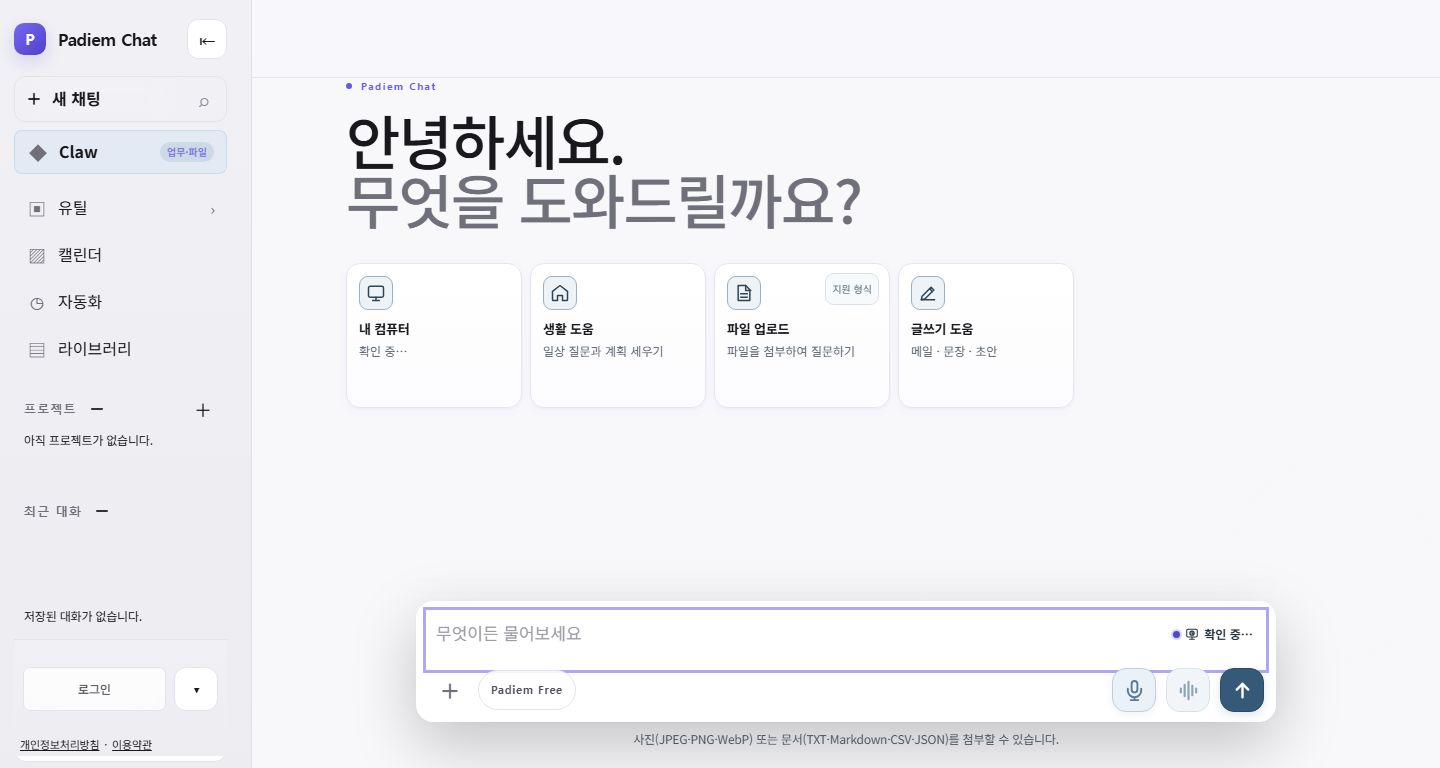 P Padiem Chat
새 채팅
Claw 업무·파일
유틸
캘린더
자동화
라이브러리
프로젝트
아직 프로젝트가 없습니다.
최근 대화
저장된 대화가 없습니다.
로그인
개인정보처리방침 · 이용약관
Padiem Chat
안녕하세요.
무엇을 도와드릴까요?
내 컴퓨터
확인 중…
생활 도움
일상 질문과 계획 세우기
지원 형식
파일 업로드
파일을 첨부하여 질문하기
글쓰기 도움
메일 · 문장 · 초안
무엇이든 물어보세요
확인 중…
Padiem Free
사진(JPEG·PNG·WebP) 또는 문서(TXT·Markdown·CSV·JSON)를 첨부할 수 있습니다.